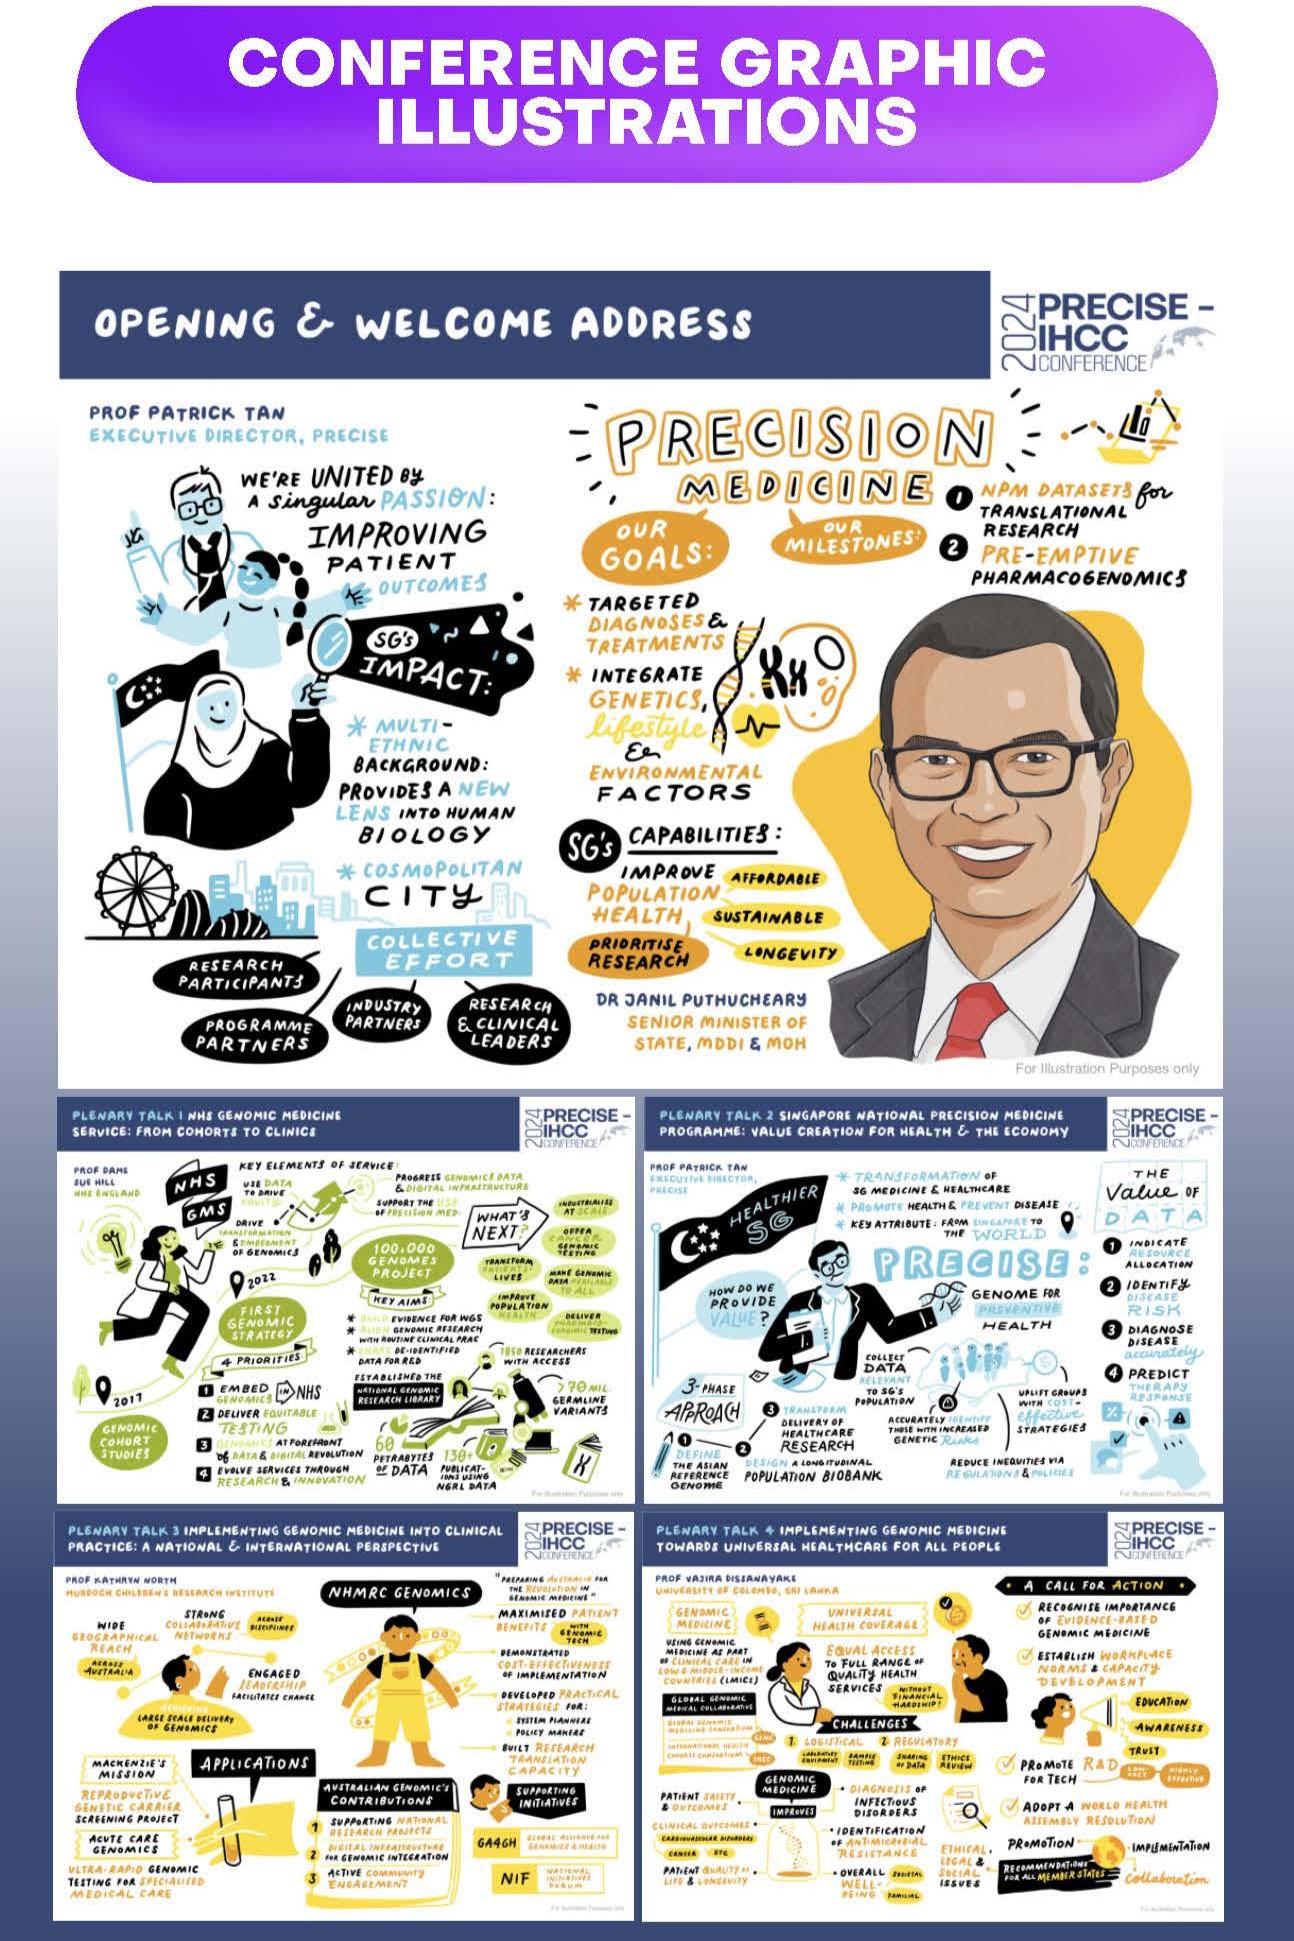 CONFERENCE GRAPHIC
ILLUSTRATIONS
OPENING & WELCOME ADDRESS
2024
PRECISE -
IHCC
CONFERENCE
PROF PATRICK TAN
EXECUTIVE DIRECTOR, PRECISE
WE'RE UNITED By
A singular PASSION:
IMPROVING
PATIENT
OUTCOMES
SG's
IMPACT:
* MULTI-
ETHNIC
BACKGROUND:
PROVIDES A NEW
LENS INTO HUMAN
BIOLOGY
* COSMOPOLITAN
CITY
COLLECTIVE
EFFORT
RESEARCH
PARTICIPANTS
PROGRAMME
PARTNERS
INDUSTRY
PARTNERS
RESEARCH
& CLINICAL
LEADERS
PRECISION
MEDICINE
OUR
GOALS:
OUR
MILESTONES:
1 NPM DATASETS for
TRANSLATIONAL
RESEARCH
2 PRE-EMPTIVE
PHARMACOGENOMICS
* TARGETED
DIAGNOSES &
TREATMENTS
* INTEGRATE
GENETICS,
lifestyle
&
ENVIRONMENTAL
FACTORS
SG's CAPABILITIES:
IMPROVE
POPULATION
HEALTH,
AFFORDABLE
SUSTAINABLE
LONGEVITY
PRIORITISE
RESEARCH
DR JANIL PUTHUCHEARY
SENIOR MINISTER OF
STATE, MDDI & MOH
For Illustration Purposes only
PLENARY TALK 1 NHS GENOMIC MEDICINE
SERVICE: FROM COHORTS TO CLINICS
2024
PRECISE -
IHCC
CONFERENCE
PROF DAME
SUE HILL
NHS ENGLAND
NHS
GMS
KEY ELEMENTS OF SERVICE:
USE DATA
TO DRIVE
EQUITY
DRIVE
TRANSFORMATION
& EMBEDMENT
OF GENOMICS
PROGRESS GENOMICS DATA
& DIGITAL INFRASTRUCTURE
SUPPORT THE USE
OF PRECISION MED.
WHAT'S
NEXT?
INDUSTRIALISE
AT SCALE
OFFER
CANCER
GENOMIC
TESTING
TRANSFORM
PATIENTS'
LIVES
MAKE GENOMIC
DATA AVAILABLE
TO ALL
IMPROVE
POPULATION
HEALTH
DELIVER
TESTING
2022
FIRST
GENOMIC
STRATEGY
4 PRIORITIES
1 EMBED
GENOMICS IN NHS
2 DELIVER EQUITABLE
TESTING
3 GENOMICS AT FOREFRONT
OF DATA & DIGITAL REVOLUTION
4 EVOLVE SERVICES THROUGH
RESEARCH & INNOVATION
2017
GENOMIC
COHORT
STUDIES
100,000
GENOMES
PROJECT
KEY AIMS:
* BUILD EVIDENCE FOR WGS
* ALIGN GENOMIC RESEARCH
WITH ROUTINE CLINICAL PRAC
* SHARE DE-IDENTIFIED
DATA FOR R&D
ESTABLISHED THE
NATIONAL GENOMIC
RESEARCH LIBRARY
1850 RESEARCHERS
WITH ACCESS
>70 MIL
GERMLINE
VARIANTS
60
PETRABYTES
OF DATA
130+
PUBLICAT-
IONS USING
NGRL DATA
For Illustration Purposes only
PLENARY TALK 2 SINGAPORE NATIONAL PRECISION MEDICINE
PROGRAMME: VALUE CREATION FOR HEALTH & THE ECONOMY
2024
PRECISE -
IHCC
CONFERENCE
PROF PATRICK TAN
EXECUTIVE DIRECTOR,
PRECISE
HEALTHIER
SG
* TRANSFORMATION OF
SG MEDICINE & HEALTHCARE
* PROMOTE HEALTH & PREVENT DISEASE
* KEY ATTRIBUTE: FROM SINGAPORE TO
THE WORLD
PRECISE:
GENOME FOR
PREVENTIVE
HEALTH
HOW DO WE
PROVIDE
VALUE?
3-PHASE
APPROACH
1 DEFINE
THE ASIAN
REFERENCE
GENOME
2 DESIGN A LONGITUDINAL
POPULATION BIOBANK
3 TRANSFORM
DELIVERY OF
HEALTHCARE
RESEARCH
COLLECT
DATA
RELEVANT
TO SG'S
POPULATION
ACCURATELY IDENTIFY
THOSE WITH INCREASED
GENETIC Risks
UPLIFT GROUPS
WITH COST-
effective
STRATEGIES
REDUCE INEQUITIES VIA
REGULATIONS & POLICIES
THE
Value OF
DATA
1 INDICATE
RESOURCE
ALLOCATION
2 IDENTIFY
DISEASE
RISK
3 DIAGNOSE
DISEASE
accurately
4 PREDICT
THERAPY
RESPONSE
For Illustration Purposes only
PLENARY TALK 3 IMPLEMENTING GENOMIC MEDICINE INTO CLINICAL
PRACTICE: A NATIONAL & INTERNATIONAL PERSPECTIVE
2024
PRECISE -
IHCC
CONFERENCE
PROF KATHRYN NORTH
MURDOCH CHILDREN'S RESEARCH INSTITUTE
WIDE
GEOGRAPHICAL
REACH
ACROSS
AUSTRALIA
STRONG
COLLABORATIVE
NETWORKS
ACROSS
DISCIPLINES
ENGAGED
LEADERSHIP
FACILITATES CHANGE
ACHIEVING
LARGE SCALE DELIVERY
OF GENOMICS
NHMRC GENOMICS
"PREPARING AUSTRALIA FOR
THE REVOLUTION IN
GENOMIC MEDICINE"
MAXIMISED PATIENT
BENEFITS WITH
GENOMIC
TECH
DEMONSTRATED
COST-EFFECTIVENESS
OF IMPLEMENTATION
DEVELOPED PRACTICAL
STRATEGIES FOR:
SYSTEM PLANNERS
POLICY MAKERS
BUILT RESEARCH
TRANSLATION
CAPACITY
APPLICATIONS
MACKENZIE'S
MISSION
REPRODUCTIVE
GENETIC CARRIER
SCREENING PROJECT
ACUTE CARE
GENOMICS
ULTRA-RAPID GENOMIC
TESTING FOR SPECIALISED
MEDICAL CARE
AUSTRALIAN GENOMIC'S
CONTRIBUTIONS
1 SUPPORTING NATIONAL
RESEARCH PROJECTS
2 DIGITAL INFRASTRUCTURE
FOR GENOMIC INTEGRATION
3 ACTIVE COMMUNITY
ENGAGEMENT
SUPPORTING
INITIATIVES
GA4GH GLOBAL ALLIANCE FOR
GENOMICS & HEALTH
NIF NATIONAL
INITIATIVES
FORUM
For Illustration Purposes only
PLENARY TALK 4 IMPLEMENTING GENOMIC MEDICINE
TOWARDS UNIVERSAL HEALTHCARE FOR ALL PEOPLE
2024
PRECISE -
IHCC
CONFERENCE
PROF VAJIRA DISSANAYAKE
UNIVERSITY OF COLOMBO, SRI LANKA
GENOMIC
MEDICINE
USING GENOMIC
MEDICINE AS PART
OF CLINICAL CARE IN
LOW & MIDDLE-INCOME
COUNTRIES (LMICs)
GLOBAL GENOMIC
MEDICAL COLLABORATIVE
GLOBAL GENOMIC
MEDICINE CONSORTIUM
INTERNATIONAL HEALTH
COHORTS CONSORTIUM
IHCC
UNIVERSAL
HEALTH COVERAGE
EQUAL ACCESS
TO FULL RANGE OF
QUALITY HEALTH
SERVICES
WITHOUT
FINANCIAL
HARDSHIP!
CHALLENGES
1. LOGISTICAL
2. REGULATORY
LABORATORY
EQUIPMENT
SAMPLE
TESTING
SHARING
OF DATA
ETHICS
REVIEW
GENOMIC
MEDICINE
IMPROVES
PATIENT SAFETY
& OUTCOMES
CLINICAL OUTCOMES
CARDIOVASCULAR DISORDERS
CANCER
ETC
PATIENT QUALITY OF
LIFE & LONGEVITY
DIAGNOSIS OF
INFECTIOUS
DISORDERS
IDENTIFICATION
OF ANTIMICROBIAL
RESISTANCE
OVERALL
WELL-
BEING
SOCIETAL
FAMILIAL
A CALL FOR ACTION
RECOGNISE IMPORTANCE
OF EVIDENCE-BASED
GENOMIC MEDICINE
ESTABLISH WORKPLACE
NORMS & CAPACITY
DEVELOPMENT
EDUCATION
AWARENESS
TRUST
PROMOTE R&D
FOR TECH
LOW-
COST
HIGHLY
EFFECTIVE
ADOPT A WORLD HEALTH
ASSEMBLY RESOLUTION
ETHICAL,
LEGAL &
SOCIAL
ISSUES
PROMOTION
IMPLEMENTATION
RECOMMENDATIONS
FOR ALL MEMBER STATES
Collaboration
For Illustration Purposes only